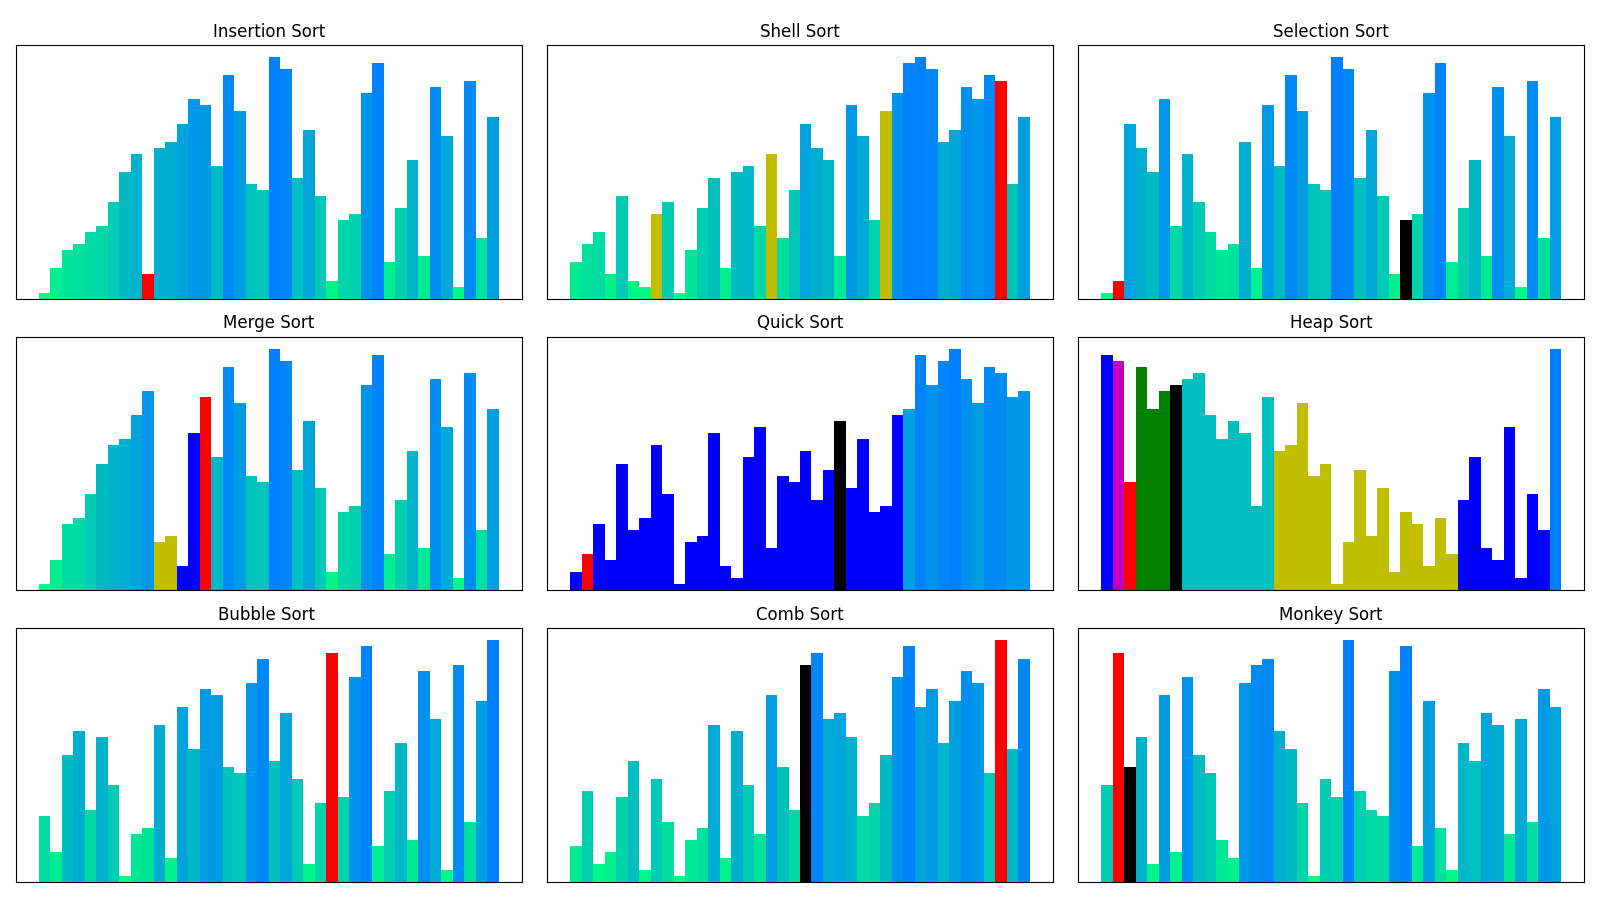 Insertion Sort
Shell Sort
Selection Sort
Merge Sort
Quick Sort
Heap Sort
Bubble Sort
Comb Sort
Monkey Sort